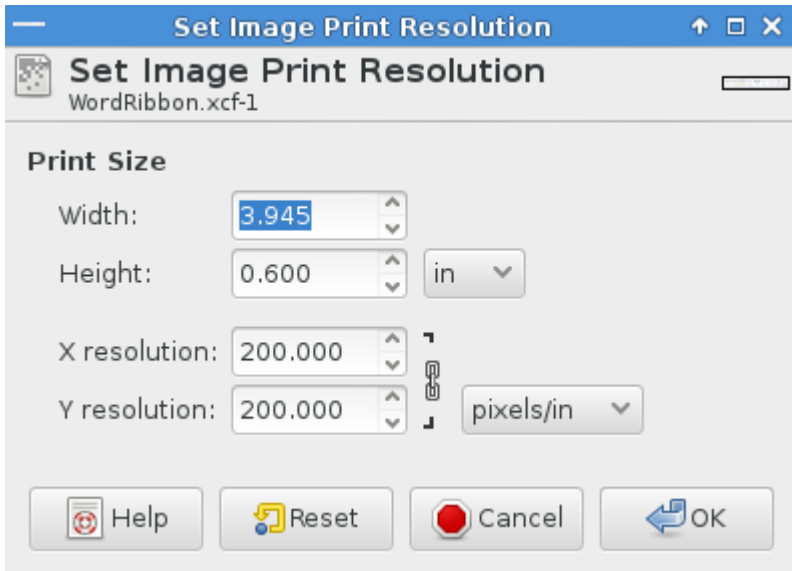 Set Image Print Resolution
Set Image Print Resolution
WordRibbon.xcf-1
Print Size
Width: 3.945
Height: 0.600 in
X resolution: 200.000
Y resolution: 200.000 pixels/in
Help Reset Cancel OK